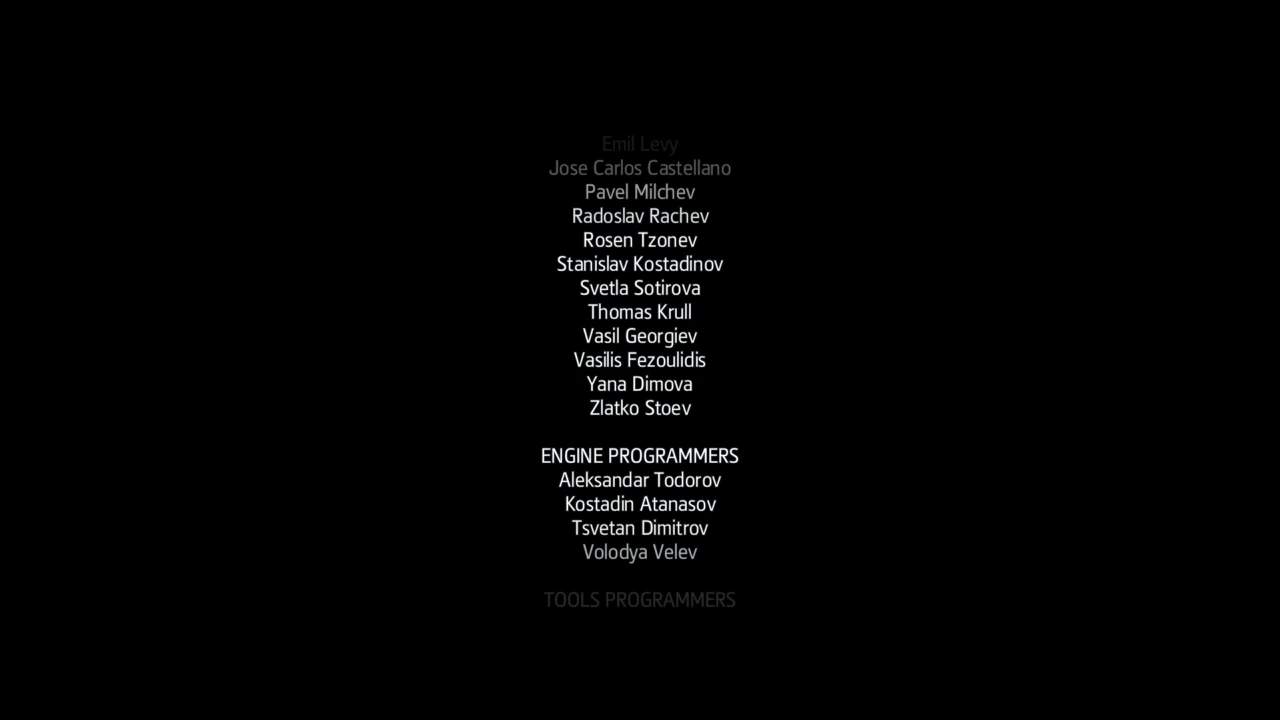 Emil Levy
Jose Carlos Castellano
Pavel Milchev
Radoslav Rachev
Rosen Tzonev
Stanislav Kostadinov
Svetla Sotirova
Thomas Krull
Vasil Georgiev
Vasilis Fezoulidis
Yana Dimova
Zlatko Stoev
ENGINE PROGRAMMERS
Aleksandar Todorov
Kostadin Atanasov
Tsvetan Dimitrov
Volodya Velev
TOOLS PROGRAMMERS